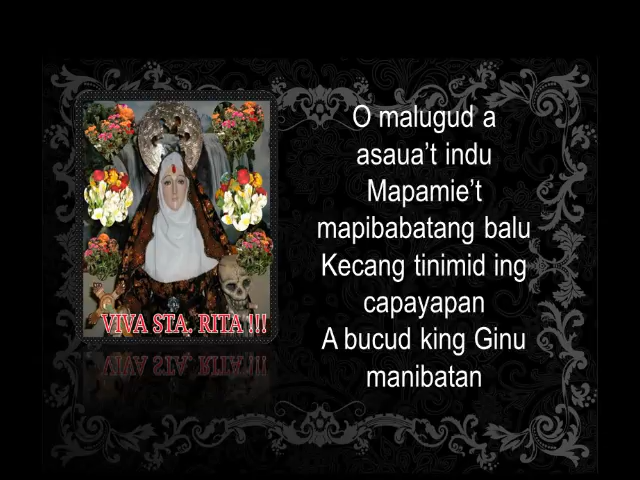 O malugud a
asaua’t indu
Mapamie’t
mapibabatang balu
Kecang tinimid ing
capayapan
A bucud king Ginu
manibatan
VIVA STA. RITA !!!